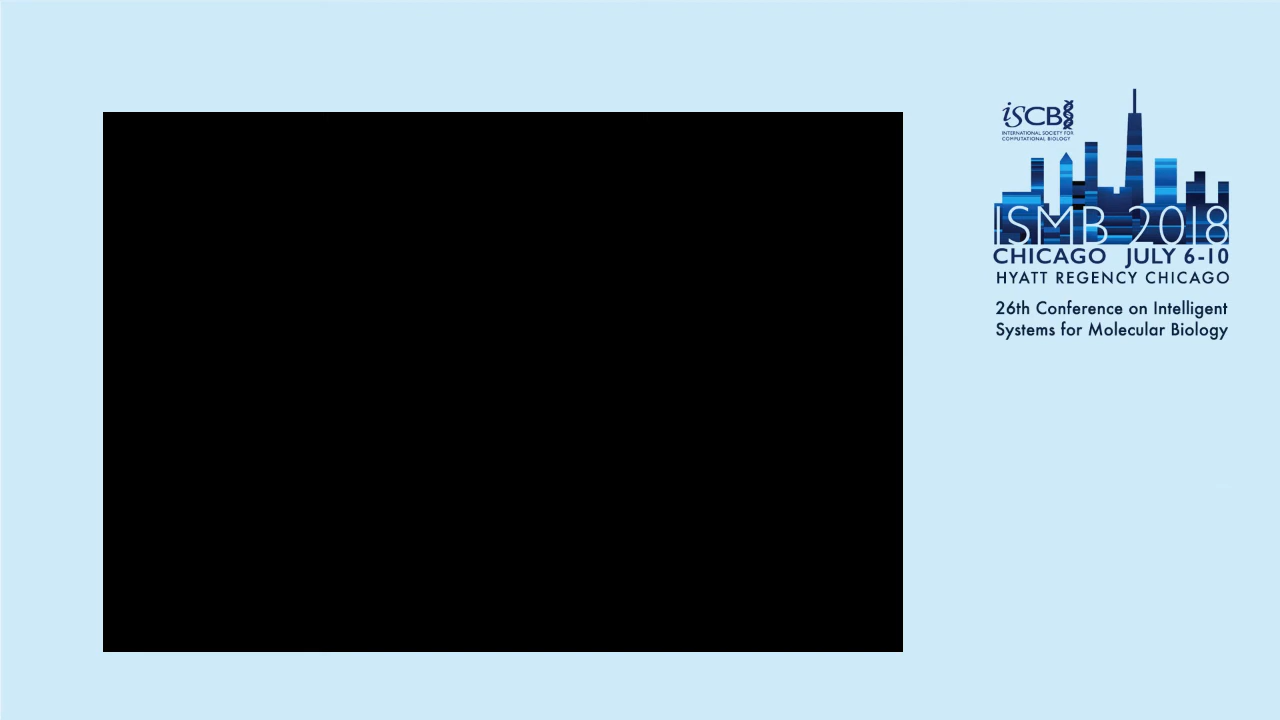 iSCB
INTERNATIONAL SOCIETY FOR
COMPUTATIONAL BIOLOGY
ISMB 2018
CHICAGO JULY 6-10
HYATT REGENCY CHICAGO
26th Conference on Intelligent
Systems for Molecular Biology